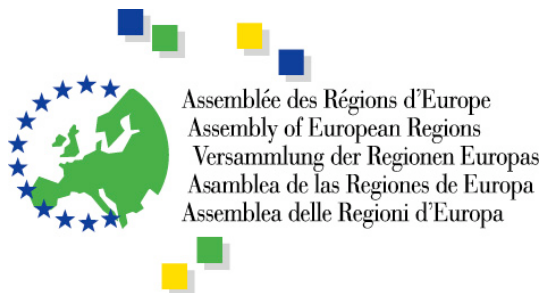 Assemblée des Régions d'Europe
Assembly of European Regions
Versammlung der Regionen Europas
Asamblea de las Regiones de Europa
Assemblea delle Regioni d'Europa